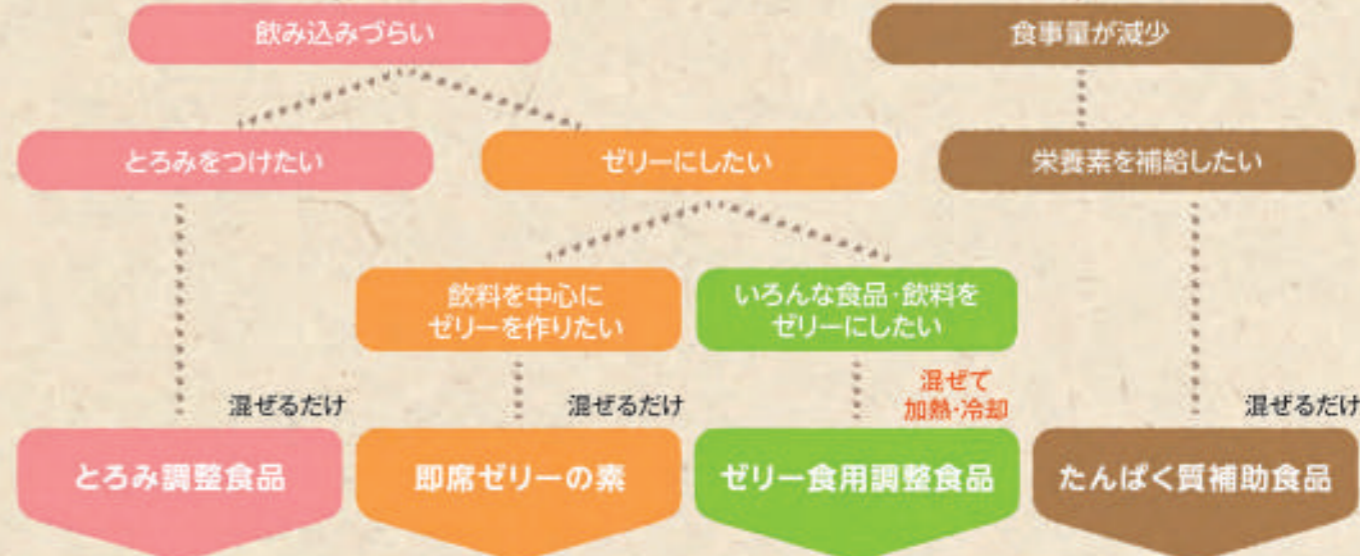 飲み込みづらい
食事量が減少
とろみをつけたい
ゼリーにしたい
栄養素を補給したい
飲料を中心に
ゼリーを作りたい
いろんな食品・飲料を
ゼリーにしたい
混ぜるだけ
混ぜるだけ
混ぜて
加熱・冷却
混ぜるだけ
とろみ調整食品
即席ゼリーの素
ゼリー食用調整食品
たんぱく質補助食品